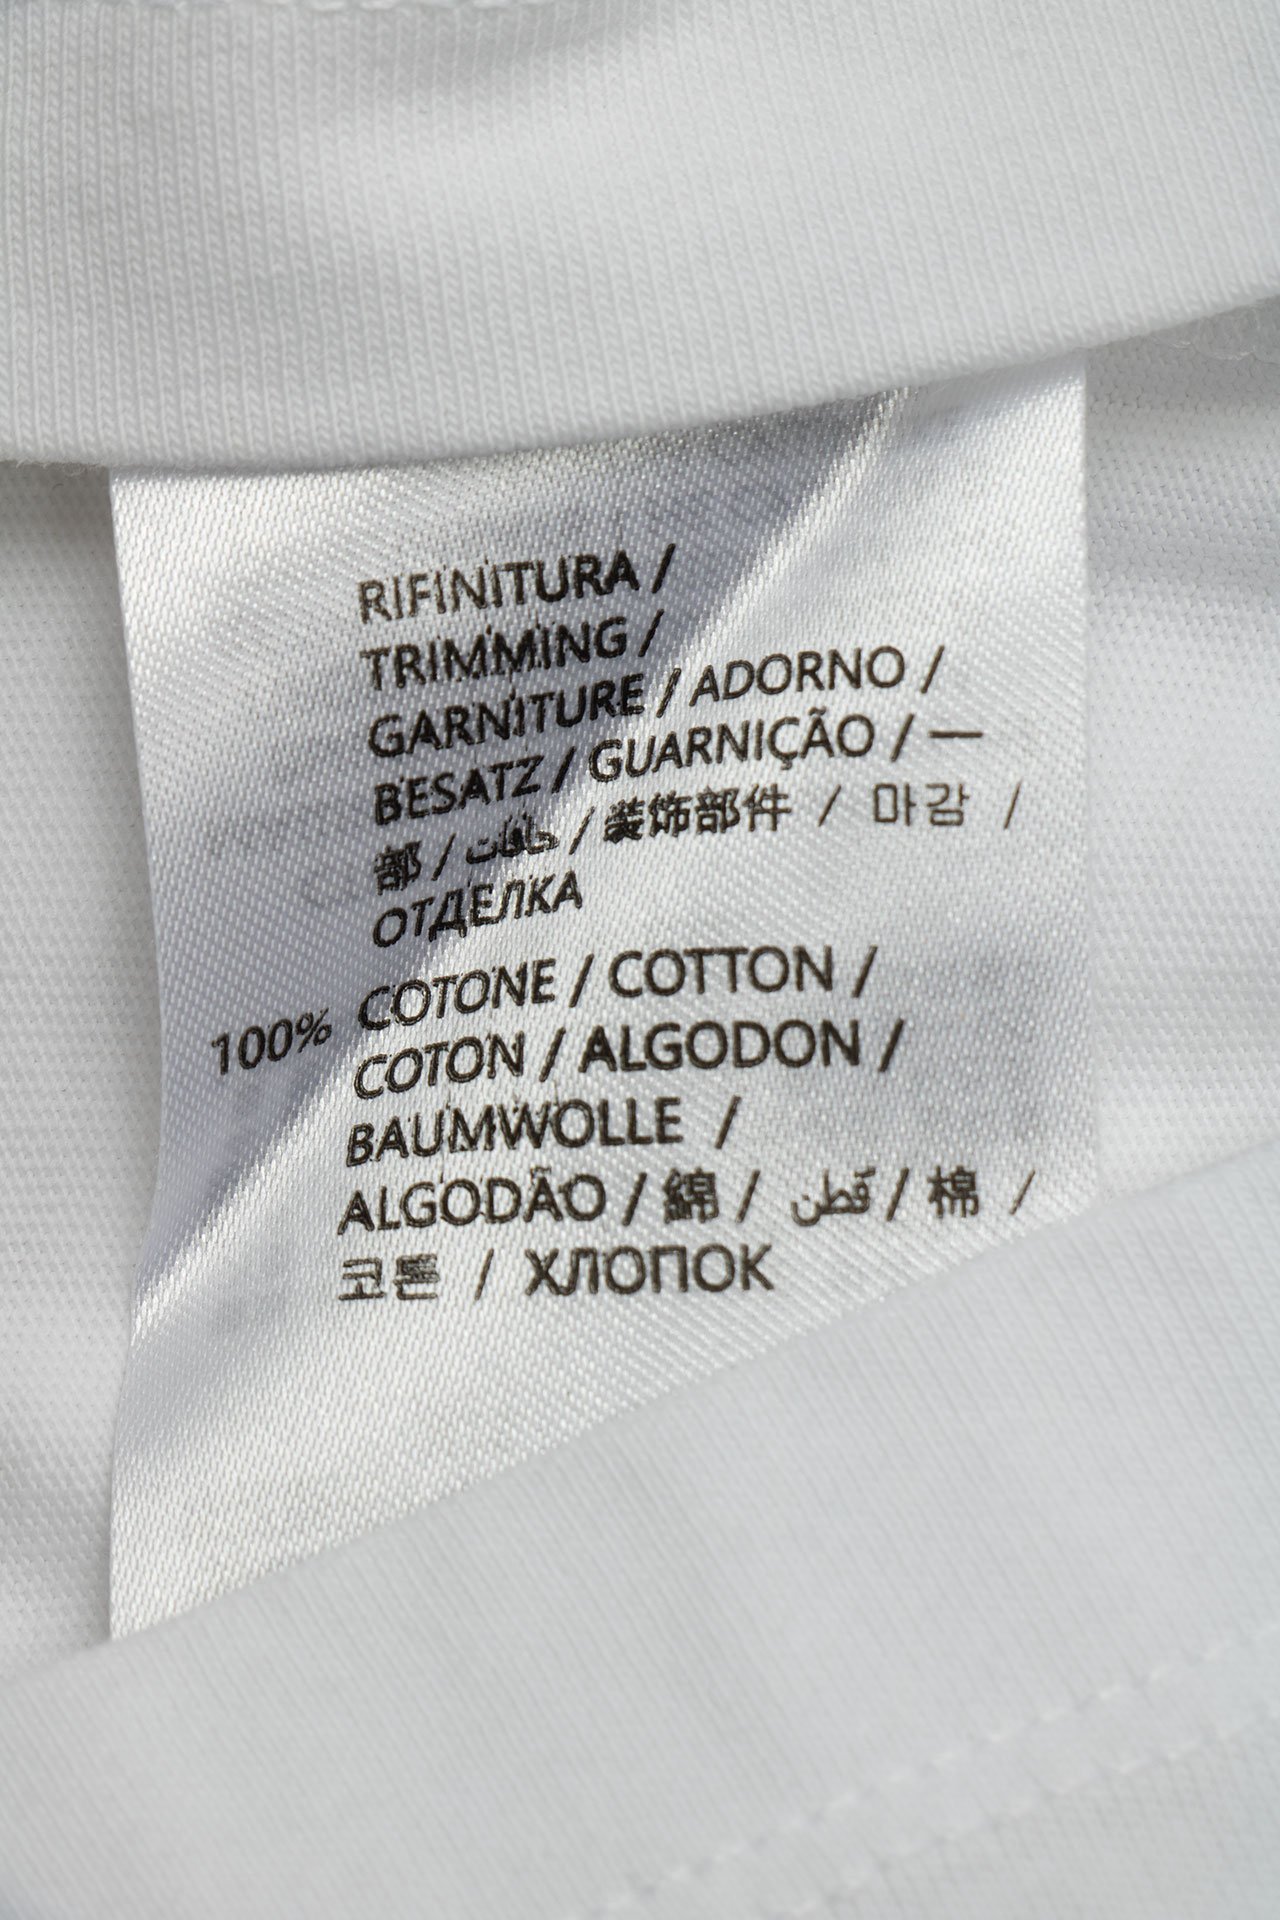 RIFINITURA /
TRIMMING /
GARNITURE / ADORNO /
BESATZ / GUARNIÇÃO / 一
部 / حافات / 装饰部件 / 마감 /
ОТДЕЛКА
100% COTONE / COTTON /
COTON / ALGODON /
BAUMWOLLE /
ALGODÃO / 綿 / قطن / 棉 /
코튼 / ХЛОПОК